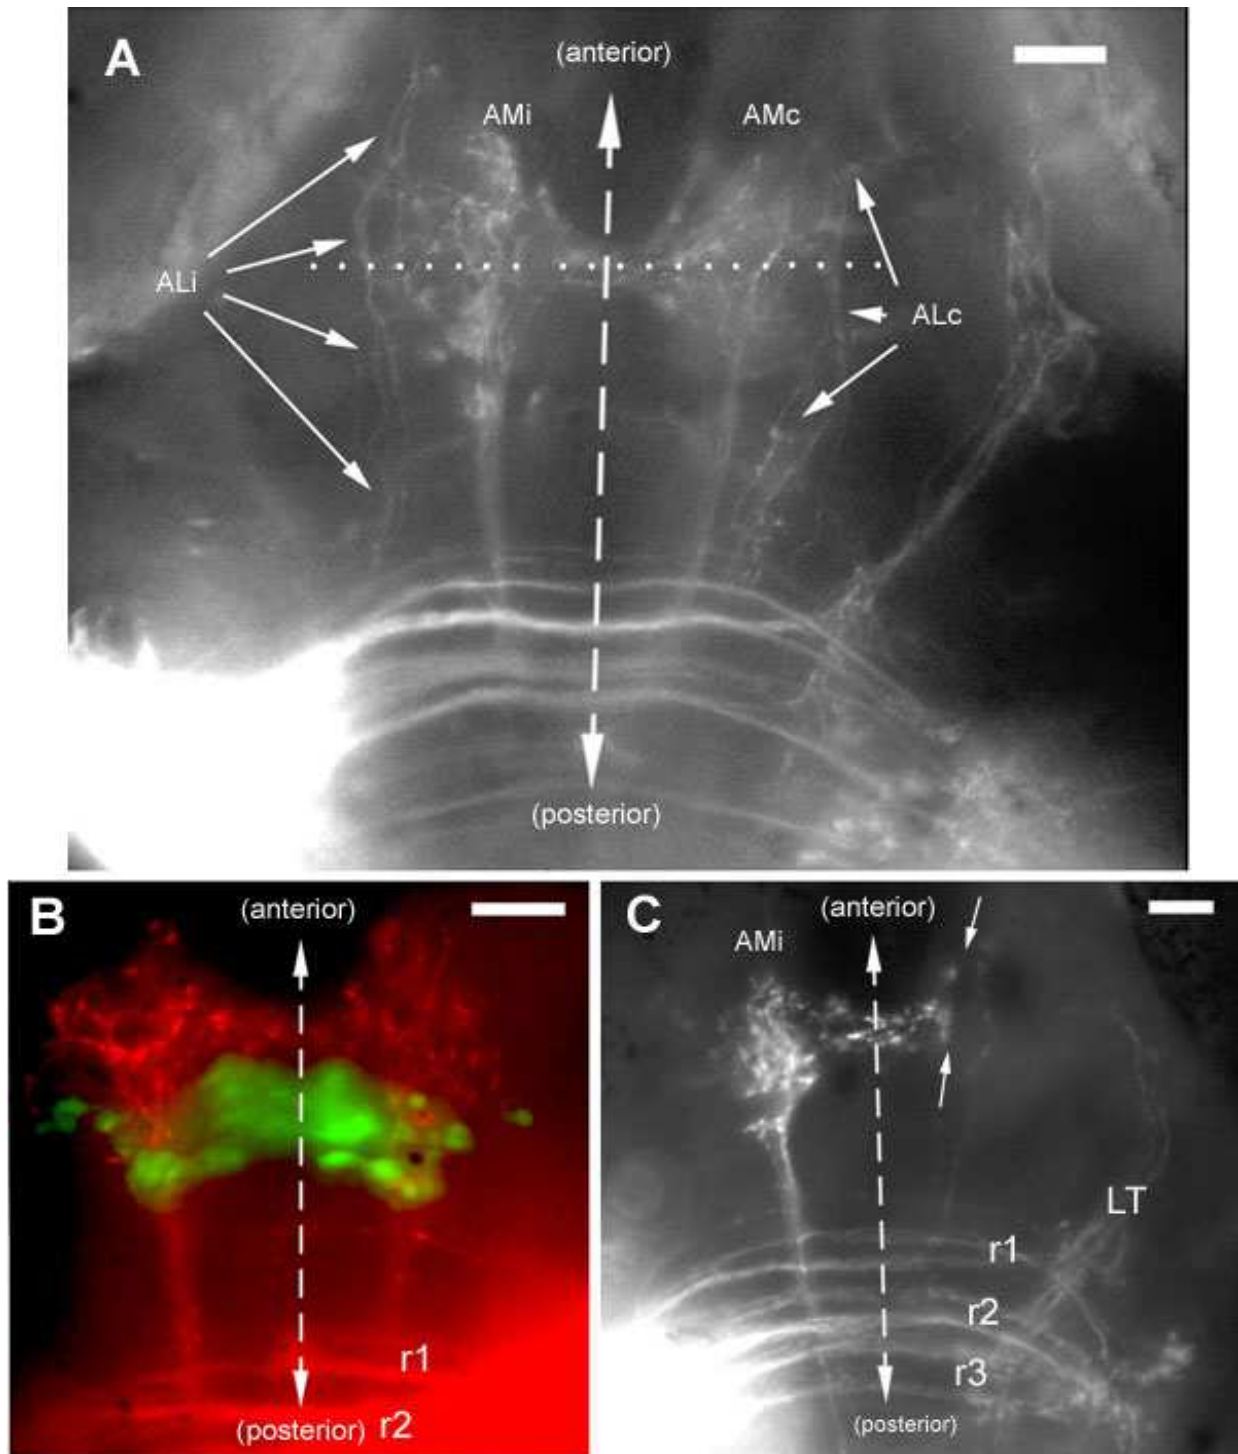 A
(anterior)
AMi
AMc
ALi
ALc
(posterior)
B
(anterior)
r1
(posterior)
r2
C
(anterior)
AMi
LT
r1
r2
r3
(posterior)